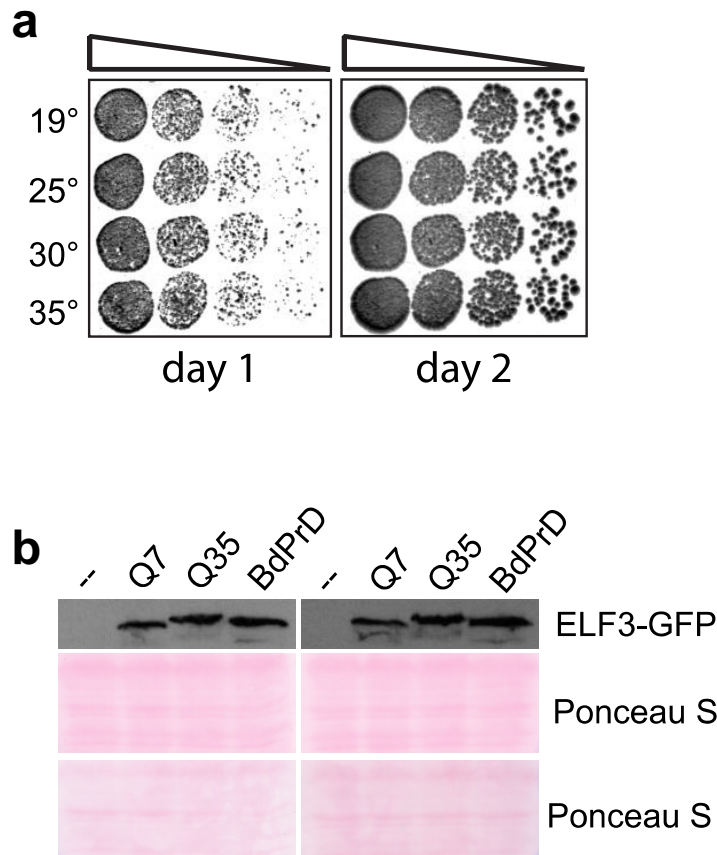 a
19°
25°
30°
35°
day 1 day 2
b
-- Q7 Q35 BdPrD -- Q7 Q35 BdPrD
ELF3-GFP
Ponceau S
Ponceau S